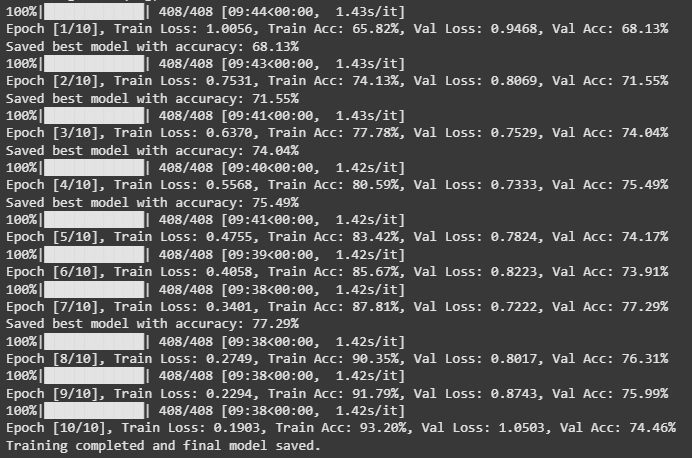 100%|██████████| 408/408 [09:44<00:00,  1.43s/it]
Epoch [1/10], Train Loss: 1.0056, Train Acc: 65.82%, Val Loss: 0.9468, Val Acc: 68.13%
Saved best model with accuracy: 68.13%
100%|██████████| 408/408 [09:43<00:00,  1.43s/it]
Epoch [2/10], Train Loss: 0.7531, Train Acc: 74.13%, Val Loss: 0.8069, Val Acc: 71.55%
Saved best model with accuracy: 71.55%
100%|██████████| 408/408 [09:41<00:00,  1.43s/it]
Epoch [3/10], Train Loss: 0.6370, Train Acc: 77.78%, Val Loss: 0.7529, Val Acc: 74.04%
Saved best model with accuracy: 74.04%
100%|██████████| 408/408 [09:40<00:00,  1.42s/it]
Epoch [4/10], Train Loss: 0.5568, Train Acc: 80.59%, Val Loss: 0.7333, Val Acc: 75.49%
Saved best model with accuracy: 75.49%
100%|██████████| 408/408 [09:41<00:00,  1.42s/it]
Epoch [5/10], Train Loss: 0.4755, Train Acc: 83.42%, Val Loss: 0.7824, Val Acc: 74.17%
100%|██████████| 408/408 [09:39<00:00,  1.42s/it]
Epoch [6/10], Train Loss: 0.4058, Train Acc: 85.67%, Val Loss: 0.8223, Val Acc: 73.91%
100%|██████████| 408/408 [09:38<00:00,  1.42s/it]
Epoch [7/10], Train Loss: 0.3401, Train Acc: 87.81%, Val Loss: 0.7222, Val Acc: 77.29%
Saved best model with accuracy: 77.29%
100%|██████████| 408/408 [09:38<00:00,  1.42s/it]
Epoch [8/10], Train Loss: 0.2749, Train Acc: 90.35%, Val Loss: 0.8017, Val Acc: 76.31%
100%|██████████| 408/408 [09:38<00:00,  1.42s/it]
Epoch [9/10], Train Loss: 0.2294, Train Acc: 91.79%, Val Loss: 0.8743, Val Acc: 75.99%
100%|██████████| 408/408 [09:38<00:00,  1.42s/it]
Epoch [10/10], Train Loss: 0.1903, Train Acc: 93.20%, Val Loss: 1.0503, Val Acc: 74.46%
Training completed and final model saved.